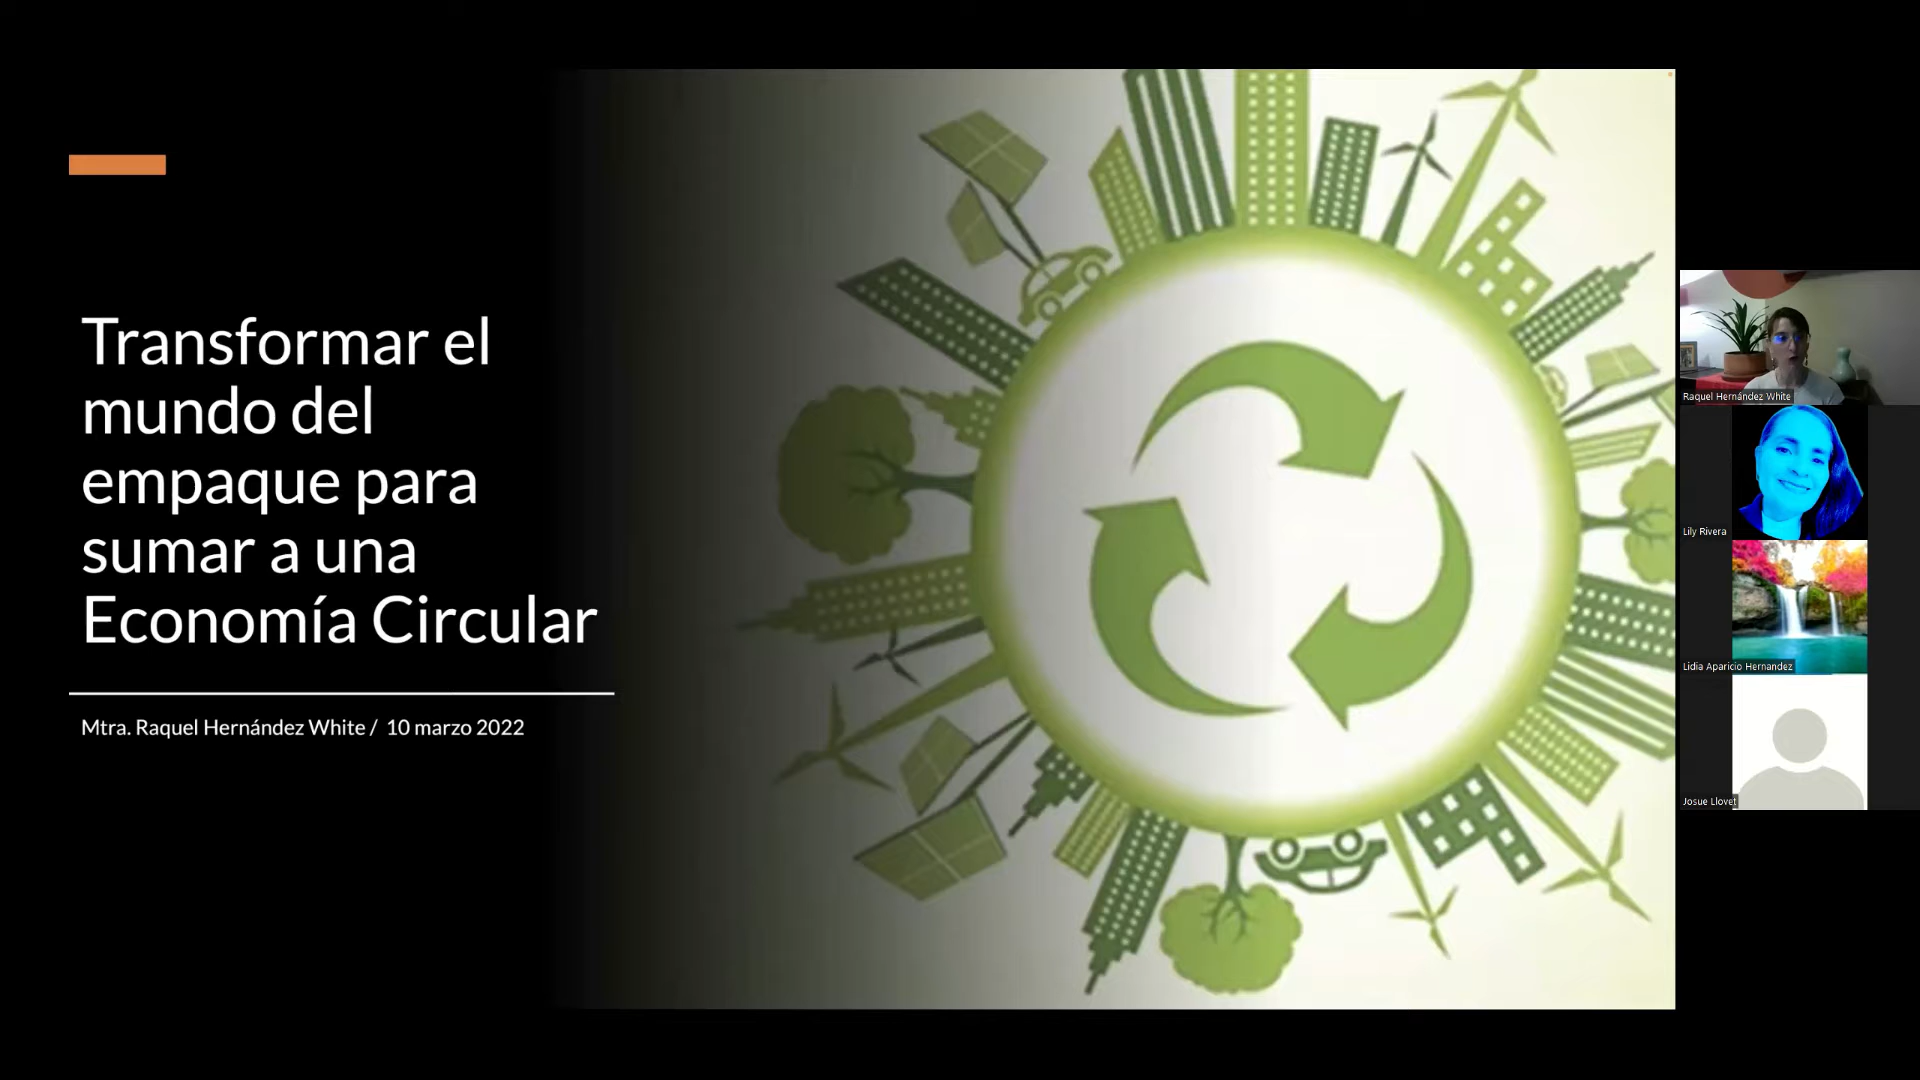 Transformar el
mundo del
empaque para
sumar a una
Economía Circular
Mtra. Raquel Hernández White / 10 marzo 2022
Raquel Hernández White
Lily Rivera
Lidia Aparicio Hernandez
Josue Llovet